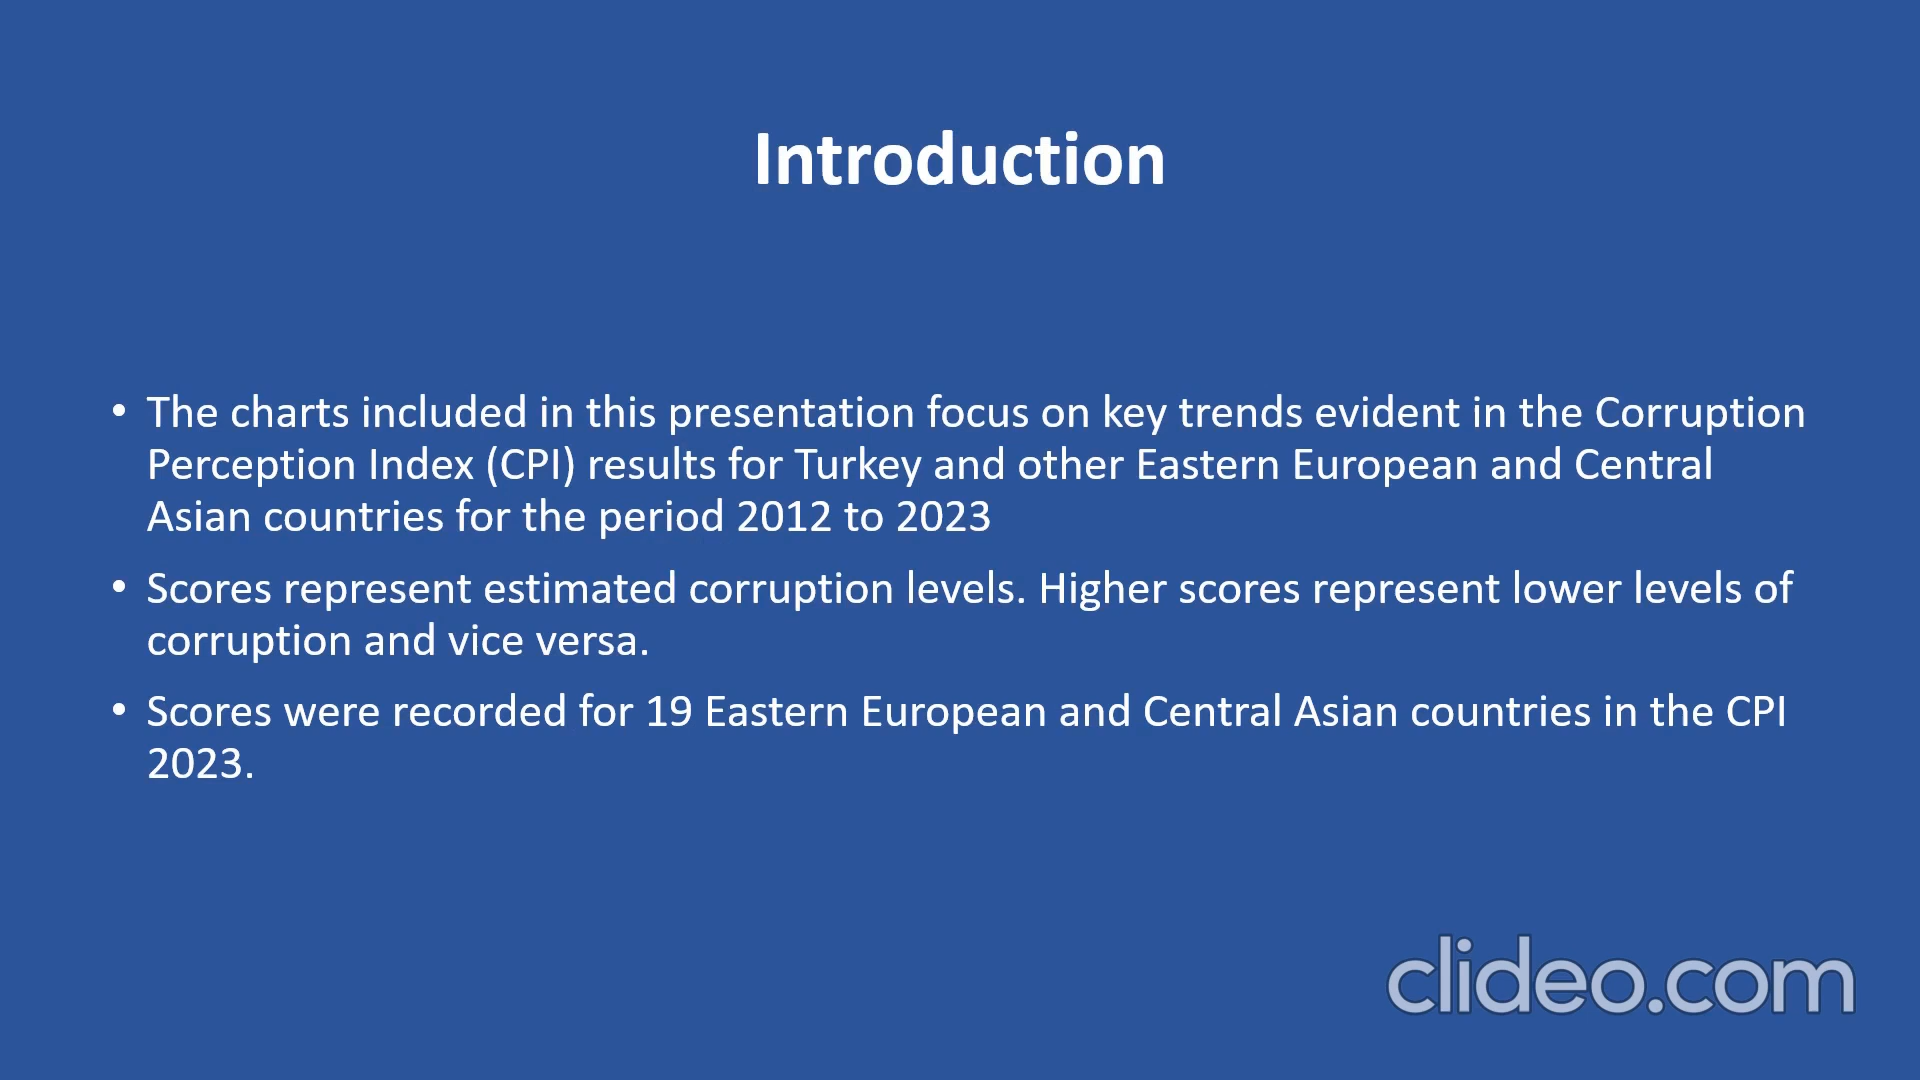 Introduction
• The charts included in this presentation focus on key trends evident in the Corruption
Perception Index (CPI) results for Turkey and other Eastern European and Central
Asian countries for the period 2012 to 2023
• Scores represent estimated corruption levels. Higher scores represent lower levels of
corruption and vice versa.
• Scores were recorded for 19 Eastern European and Central Asian countries in the CPI
2023.
clideo.com